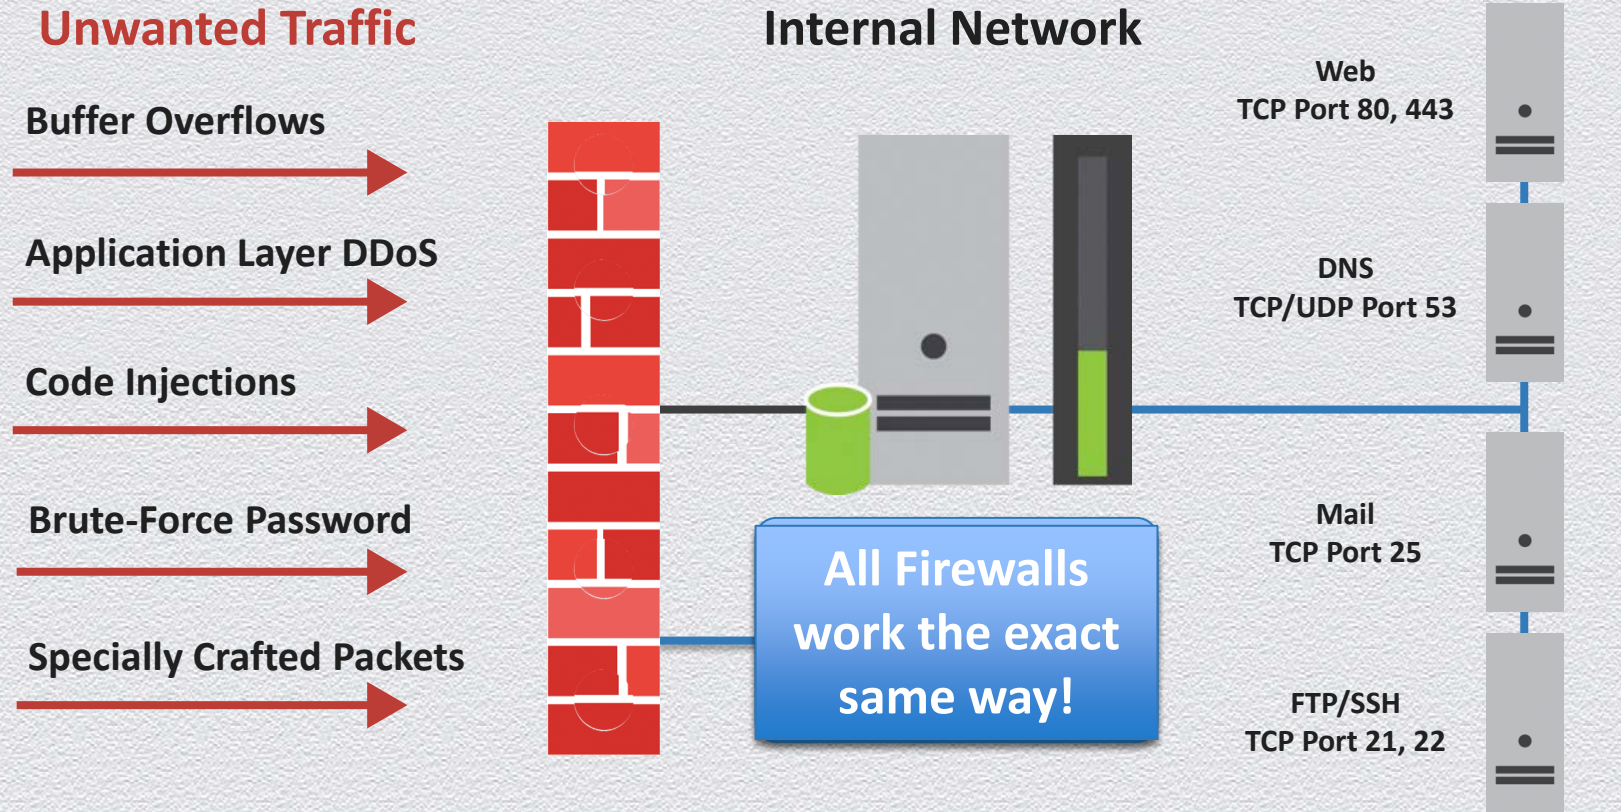 Unwanted Traffic
Internal Network
Buffer Overflows
Application Layer DDoS
Code Injections
Brute-Force Password
Specially Crafted Packets
All Firewalls
work the exact
same way!
Web
TCP Port 80, 443
DNS
TCP/UDP Port 53
Mail
TCP Port 25
FTP/SSH
TCP Port 21, 22